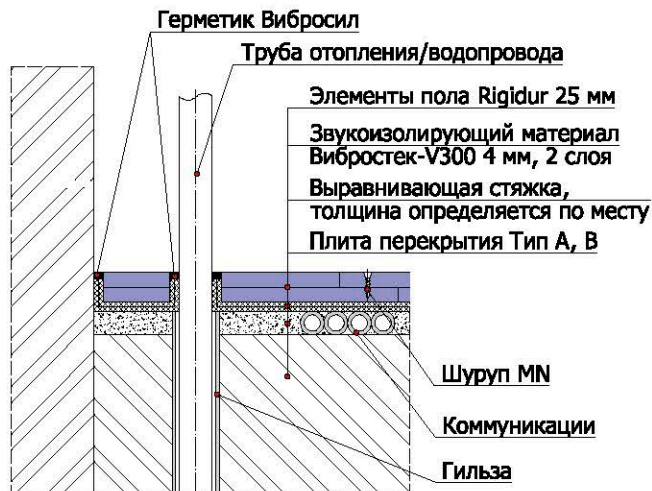 Герметик Вибросил
Труба отопления/водопровода
Элементы пола Rigidur 25 мм
Звукоизолирующий материал
Вибростек-V300 4 мм, 2 слоя
Выравнивающая стяжка,
толщина определяется по месту
Плита перекрытия Тип А, В
Шуруп MN
Коммуникации
Гильза